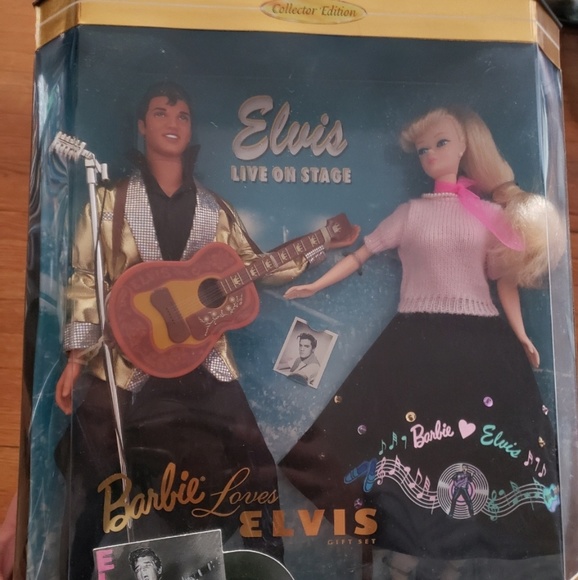 Collector Edition
Elvis
LIVE ON STAGE
Barbie Elvis
Barbie Loves
ELVIS
GIFT SET
E